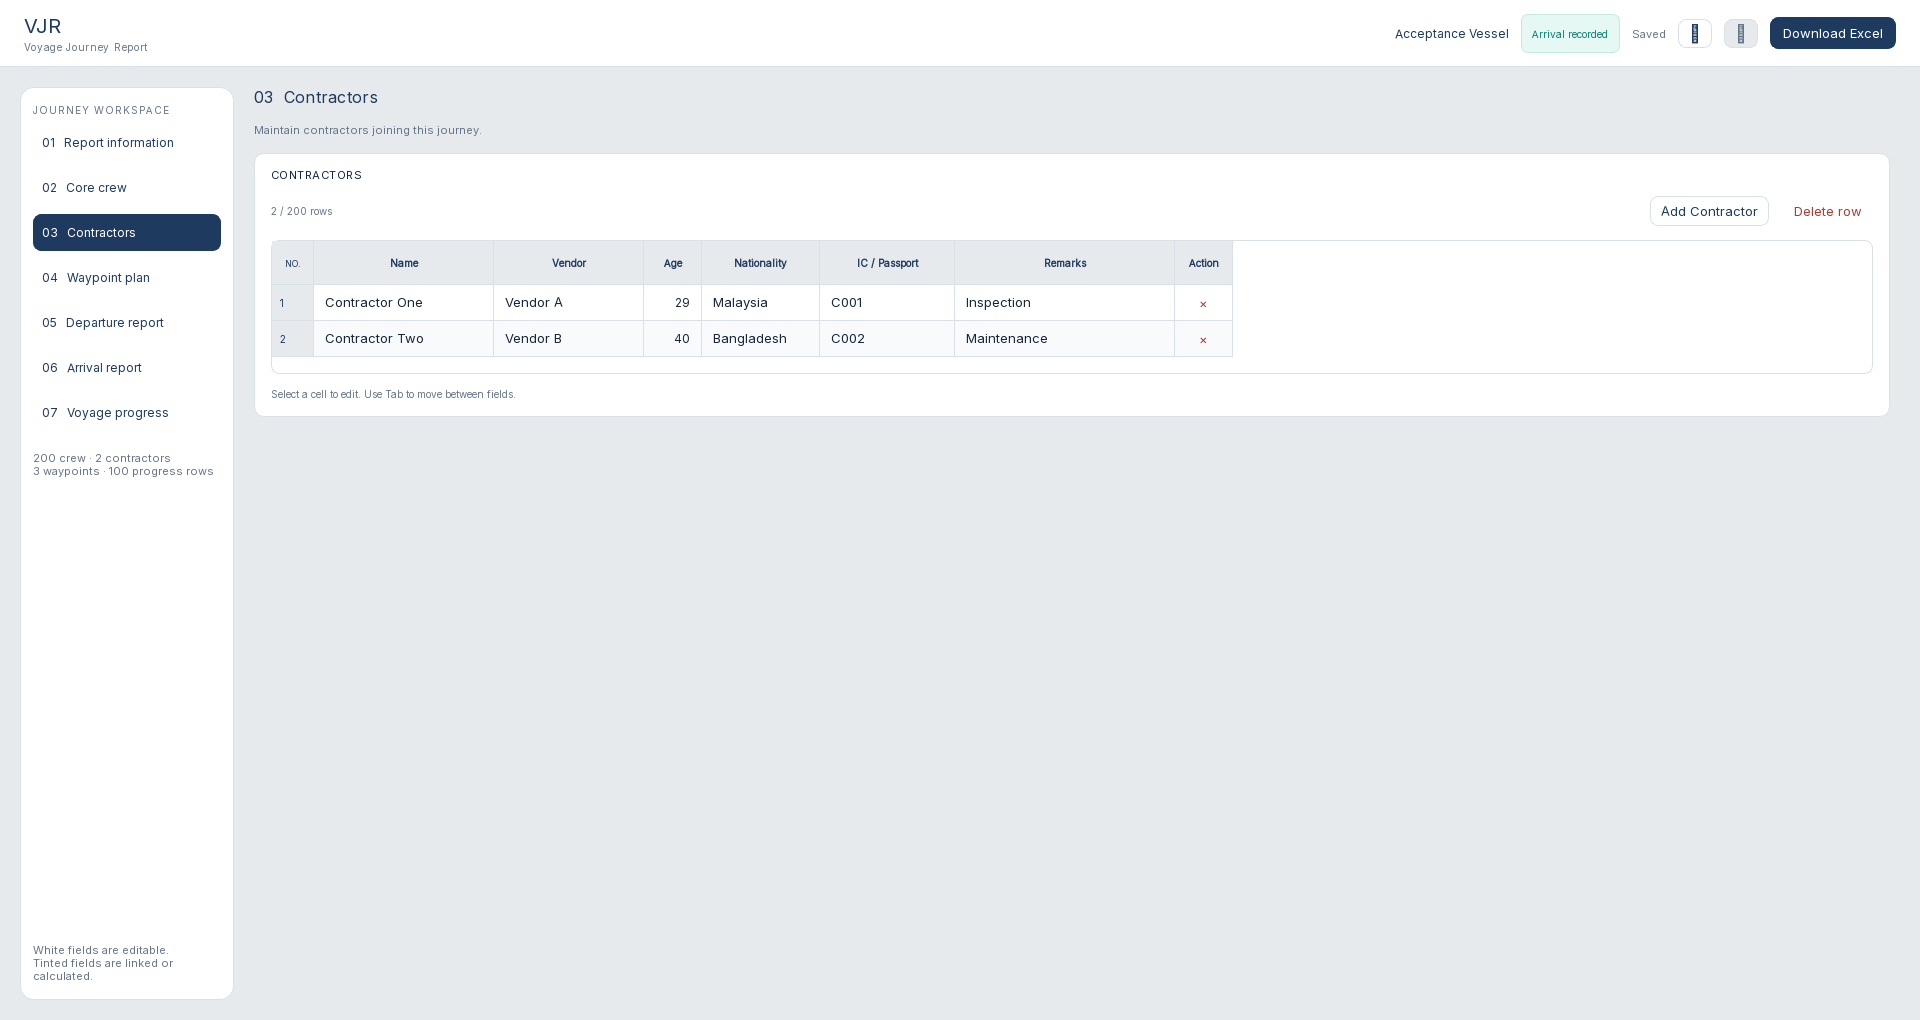 VJR
Voyage Journey Report
Acceptance Vessel
Arrival recorded
Saved
Download Excel
JOURNEY WORKSPACE
01 Report information
02 Core crew
03 Contractors
04 Waypoint plan
05 Departure report
06 Arrival report
07 Voyage progress
200 crew · 2 contractors
3 waypoints · 100 progress rows
White fields are editable.
Tinted fields are linked or
calculated.
03 Contractors
Maintain contractors joining this journey.
CONTRACTORS
2 / 200 rows
Add Contractor
Delete row
NO. Name Vendor Age Nationality IC / Passport Remarks Action
1 Contractor One Vendor A 29 Malaysia C001 Inspection ×
2 Contractor Two Vendor B 40 Bangladesh C002 Maintenance ×
Select a cell to edit. Use Tab to move between fields.